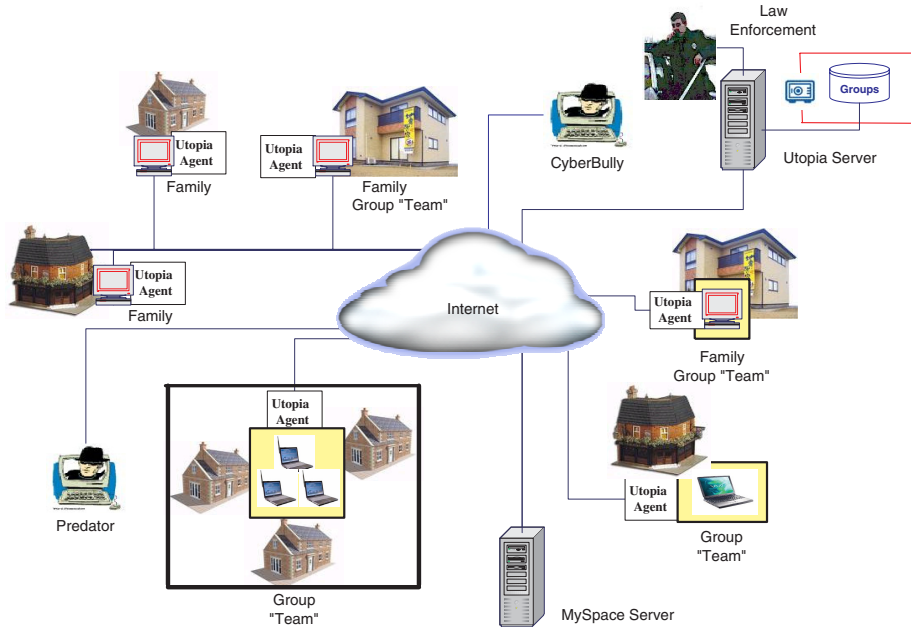 Law
Enforcement
Groups
Utopia Server
CyberBully
Utopia
Agent
Family
Utopia
Agent
Family
Group "Team"
Utopia
Agent
Family
Internet
Utopia
Agent
Family
Group "Team"
Utopia
Agent
Group
"Team"
Predator
Utopia
Agent
Group
"Team"
MySpace Server